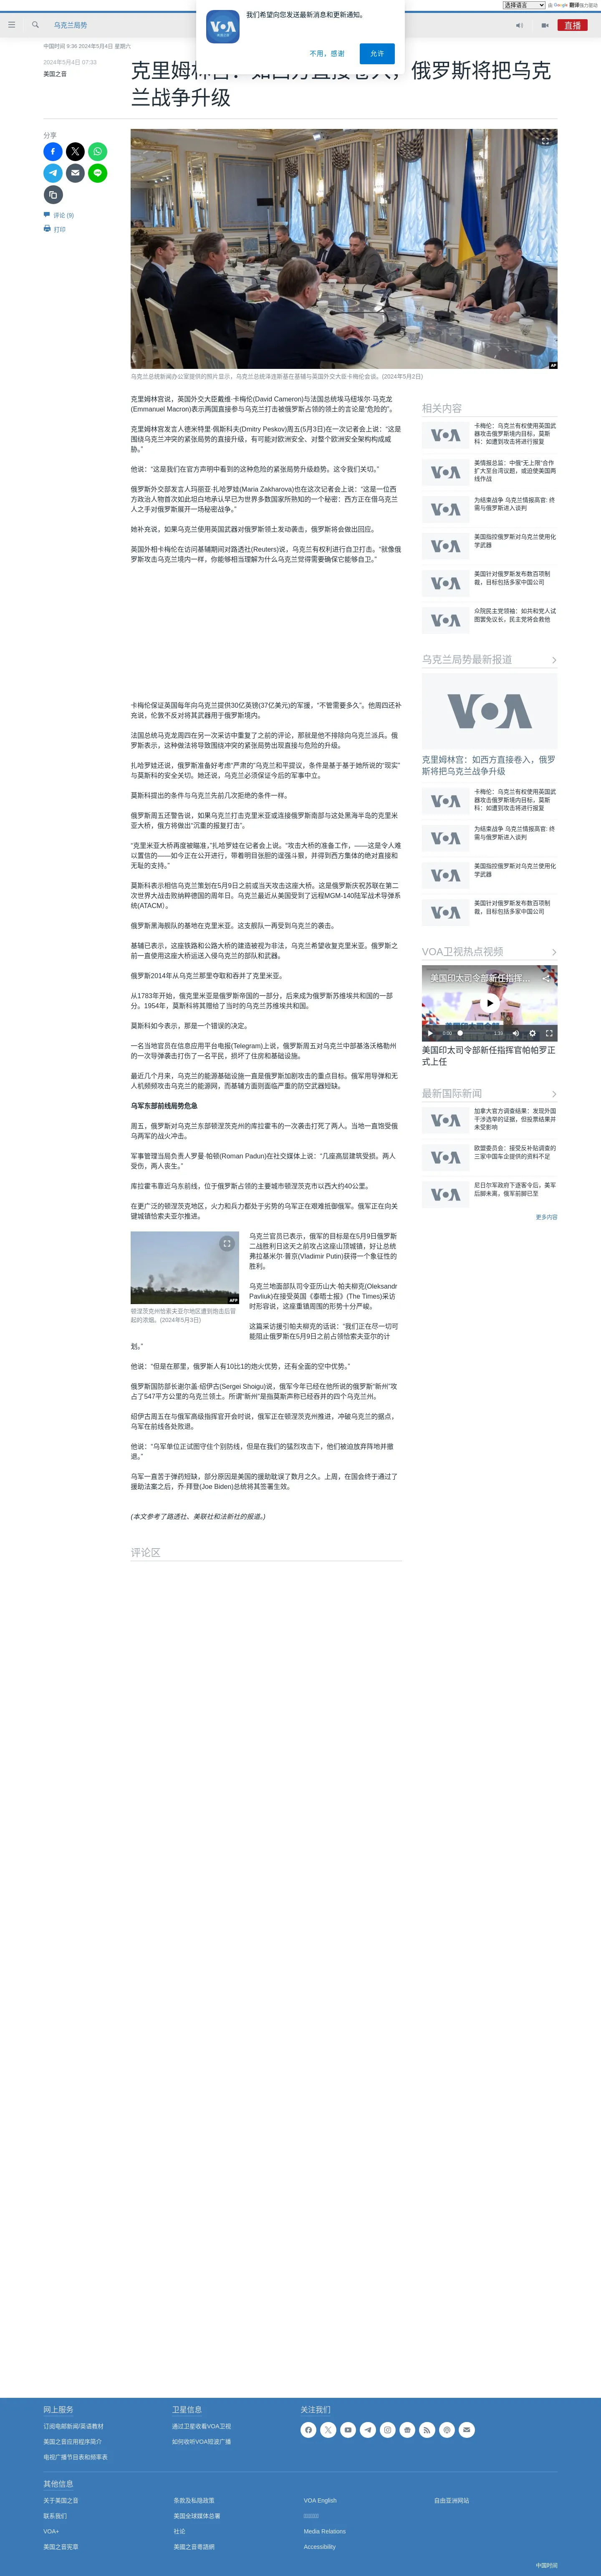 选择语言
由 Google 翻译强力驱动
我们希望向您发送最新消息和更新通知。
不用，感谢
允许
乌克兰局势
直播
中国时间 9:36 2024年5月4日 星期六
2024年5月4日 07:33
美国之音
克里姆林宫：如西方直接卷入，俄罗斯将把乌克
兰战争升级
分享
评论 (9)
打印
AP
乌克兰总统新闻办公室提供的照片显示，乌克兰总统泽连斯基在基辅与英国外交大臣卡梅伦会谈。(2024年5月2日)
克里姆林宫说，英国外交大臣戴维·卡梅伦(David Cameron)与法国总统埃马纽埃尔·马克龙
(Emmanuel Macron)表示两国直接参与乌克兰打击被俄罗斯占领的领土的言论是“危险的”。
克里姆林宫发言人德米特里·佩斯科夫(Dmitry Peskov)周五(5月3日)在一次记者会上说：“这是
围绕乌克兰冲突的紧张局势的直接升级，有可能对欧洲安全、对整个欧洲安全架构构成威
胁。”
他说：“这是我们在官方声明中看到的这种危险的紧张局势升级趋势。这令我们关切。”
俄罗斯外交部发言人玛丽亚·扎哈罗娃(Maria Zakharova)也在这次记者会上说：“这是一位西
方政治人物首次如此坦白地承认早已为世界多数国家所熟知的一个秘密：西方正在借乌克兰
人之手对俄罗斯展开一场秘密战争。”
她补充说，如果乌克兰使用英国武器对俄罗斯领土发动袭击，俄罗斯将会做出回应。
英国外相卡梅伦在访问基辅期间对路透社(Reuters)说，乌克兰有权利进行自卫打击。“就像俄
罗斯攻击乌克兰境内一样，你能够相当理解为什么乌克兰觉得需要确保它能够自卫。”
卡梅伦保证英国每年向乌克兰提供30亿英镑(37亿美元)的军援，“不管需要多久”。他周四还补
充说，伦敦不反对将其武器用于俄罗斯境内。
法国总统马克龙周四在另一次采访中重复了之前的评论，那就是他不排除向乌克兰派兵。俄
罗斯表示，这种做法将导致围绕冲突的紧张局势出现直接与危险的升级。
扎哈罗娃还说，俄罗斯准备好考虑“严肃的”乌克兰和平提议，条件是基于基于她所说的“现实”
与莫斯科的安全关切。她还说，乌克兰必须保证今后的军事中立。
莫斯科提出的条件与乌克兰先前几次拒绝的条件一样。
俄罗斯周五还警告说，如果乌克兰打击克里米亚或连接俄罗斯南部与这处黑海半岛的克里米
亚大桥，俄方将做出“沉重的报复打击”。
“克里米亚大桥再度被瞄准，”扎哈罗娃在记者会上说。“攻击大桥的准备工作，——这是令人难
以置信的——如今正在公开进行，带着明目张胆的逞强斗狠，并得到西方集体的绝对直接和
无耻的支持。”
莫斯科表示相信乌克兰策划在5月9日之前或当天攻击这座大桥。这是俄罗斯庆祝苏联在第二
次世界大战击败纳粹德国的周年日。乌克兰最近从美国受到了远程MGM-140陆军战术导弹系
统(ATACM）。
俄罗斯黑海舰队的基地在克里米亚。这支舰队一再受到乌克兰的袭击。
基辅已表示，这座铁路和公路大桥的建造被视为非法，乌克兰希望收复克里米亚。俄罗斯之
前一直使用这座大桥运送入侵乌克兰的部队和武器。
俄罗斯2014年从乌克兰那里夺取和吞并了克里米亚。
从1783年开始，俄克里米亚是俄罗斯帝国的一部分，后来成为俄罗斯苏维埃共和国的一部
分。1954年，莫斯科将其赠给了当时的乌克兰苏维埃共和国。
莫斯科如今表示，那是一个错误的决定。
一名当地官员在信息应用平台电报(Telegram)上说，俄罗斯周五对乌克兰中部基洛沃格勒州
的一次导弹袭击打伤了一名平民，损坏了住房和基础设施。
最近几个月来，乌克兰的能源基础设施一直是俄罗斯加剧攻击的重点目标。俄军用导弹和无
人机频频攻击乌克兰的能源网，而基辅方面则面临严重的防空武器短缺。
乌军东部前线局势危急
周五，俄罗斯对乌克兰东部顿涅茨克州的库拉霍韦的一次袭击打死了两人。当地一直饱受俄
乌两军的战火冲击。
军事管理当局负责人罗曼·帕顿(Roman Padun)在社交媒体上说：“几座高层建筑受损。两人
受伤，两人丧生。”
库拉霍韦靠近乌东前线，位于俄罗斯占领的主要城市顿涅茨克市以西大约40公里。
在更广泛的顿涅茨克地区，火力和兵力都处于劣势的乌军正在艰难抵御俄军。俄军正在向关
键城镇恰索夫亚尔推进。
AFP
顿涅茨克州恰索夫亚尔地区遭到炮击后冒
起的浓烟。(2024年5月3日)
乌克兰官员已表示，俄军的目标是在5月9日俄罗斯
二战胜利日这天之前攻占这座山顶城镇，好让总统
弗拉基米尔·普京(Vladimir Putin)获得一个象征性的
胜利。
乌克兰地面部队司令亚历山大·帕夫柳克(Oleksandr
Pavliuk)在接受英国《泰晤士报》(The Times)采访
时形容说，这座重镇周围的形势十分严峻。
这篇采访援引帕夫柳克的话说：“我们正在尽一切可
能阻止俄罗斯在5月9日之前占领恰索夫亚尔的计
划。”
他说：“但是在那里，俄罗斯人有10比1的炮火优势，还有全面的空中优势。”
俄罗斯国防部长谢尔盖·绍伊古(Sergei Shoigu)说，俄军今年已经在他所说的俄罗斯“新州”攻
占了547平方公里的乌克兰领土。所谓“新州”是指莫斯声称已经吞并的四个乌克兰州。
绍伊古周五在与俄军高级指挥官开会时说，俄军正在顿涅茨克州推进，冲破乌克兰的据点，
乌军在前线各处败退。
他说：“乌军单位正试图守住个别防线，但是在我们的猛烈攻击下，他们被迫放弃阵地并撤
退。”
乌军一直苦于弹药短缺，部分原因是美国的援助耽误了数月之久。上周，在国会终于通过了
援助法案之后，乔·拜登(Joe Biden)总统将其签署生效。
(本文参考了路透社、美联社和法新社的报道。)
评论区
相关内容
卡梅伦：乌克兰有权使用英国武
器攻击俄罗斯境内目标，莫斯
科：如遭到攻击将进行报复
美情报总监：中俄“无上限”合作
扩大至台湾议题，或迫使美国两
线作战
为结束战争 乌克兰情报高官: 终
需与俄罗斯进入谈判
美国指控俄罗斯对乌克兰使用化
学武器
美国针对俄罗斯发布数百项制
裁，目标包括多家中国公司
众院民主党领袖：如共和党人试
图罢免议长，民主党将会救他
乌克兰局势最新报道
VOA
克里姆林宫：如西方直接卷入，俄罗
斯将把乌克兰战争升级
卡梅伦：乌克兰有权使用英国武
器攻击俄罗斯境内目标，莫斯
科：如遭到攻击将进行报复
为结束战争 乌克兰情报高官: 终
需与俄罗斯进入谈判
美国指控俄罗斯对乌克兰使用化
学武器
美国针对俄罗斯发布数百项制
裁，目标包括多家中国公司
VOA卫视热点视频
美国印太司令部新任指挥…
0:00
1:39
美国印太司令部新任指挥官帕帕罗正
式上任
最新国际新闻
加拿大官方调查结果：发现外国
干涉选举的证据，但投票结果并
未受影响
欧盟委员会：接受反补贴调查的
三家中国车企提供的资料不足
尼日尔军政府下逐客令后，美军
后脚未离，俄军前脚已至
更多内容
网上服务
订阅电邮新闻/英语教材
美国之音应用程序简介
电视广播节目表和频率表
卫星信息
通过卫星收看VOA卫视
如何收听VOA短波广播
关注我们
其他信息
关于美国之音
联系我们
VOA+
美国之音宪章
条款及私隐政策
美国全球媒体总署
社论
美國之音粵語網
VOA English
Media Relations
Accessibility
自由亚洲网站
中国时间